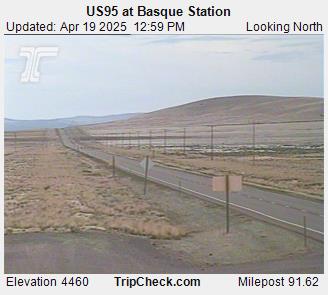 US95 at Basque Station
Updated: Apr 19 2025 12:59 PM Looking North
Elevation 4460 TripCheck.com Milepost 91.62